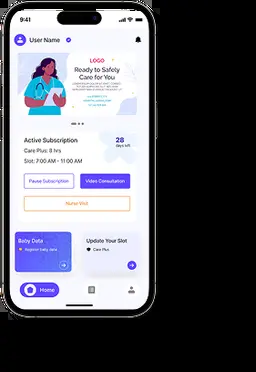 9:41
User Name
LOGO
Ready to Safely
Care for You
Active Subscription
28
days left
Care Plus: 8 hrs
Slot: 7:00 AM - 11:00 AM
Pause Subscription
Video Consultation
Nurse Visit
Baby Data
Register baby data
Update Your Slot
Care Plus
Home